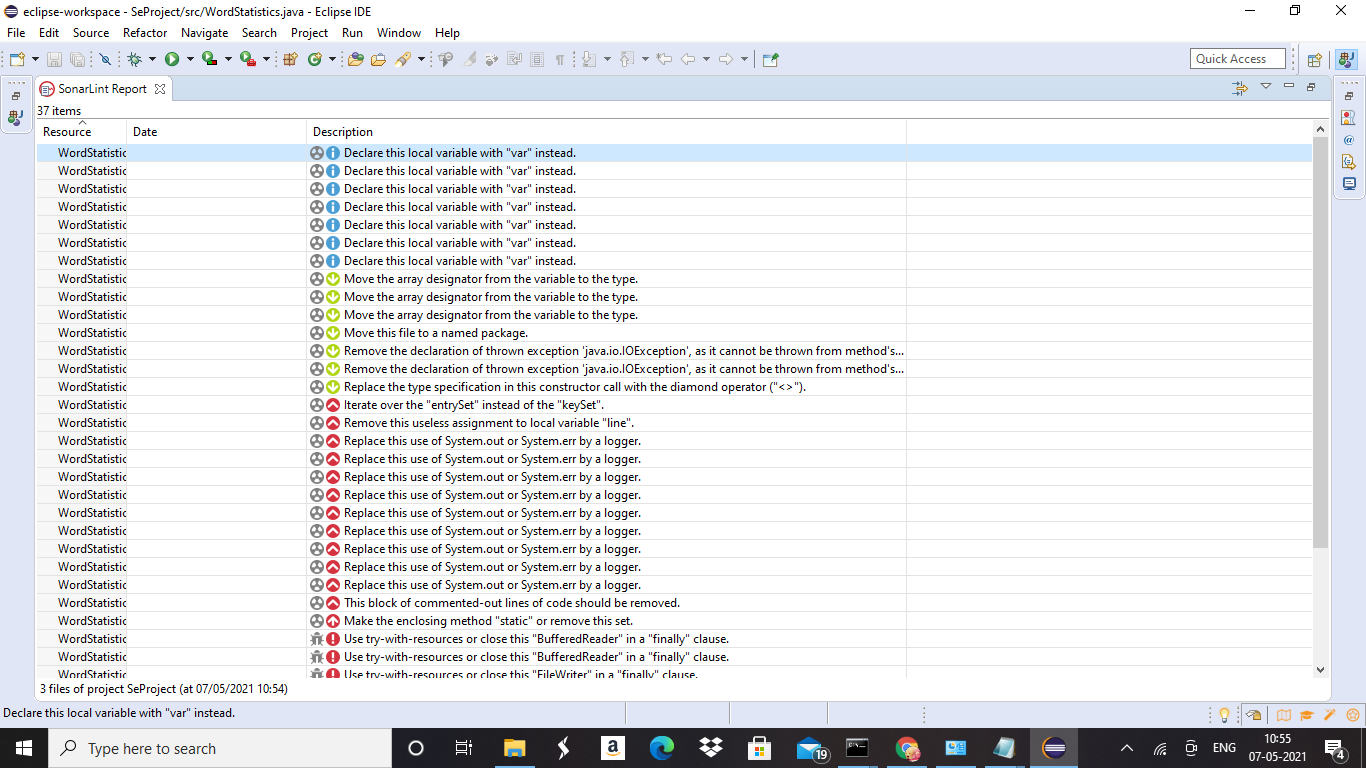 eclipse-workspace - SeProject/src/WordStatistics.java - Eclipse IDE
File Edit Source Refactor Navigate Search Project Run Window Help
Quick Access
SonarLint Report
37 items
Resource Date Description
WordStatistic Declare this local variable with "var" instead.
WordStatistic Declare this local variable with "var" instead.
WordStatistic Declare this local variable with "var" instead.
WordStatistic Declare this local variable with "var" instead.
WordStatistic Declare this local variable with "var" instead.
WordStatistic Declare this local variable with "var" instead.
WordStatistic Declare this local variable with "var" instead.
WordStatistic Move the array designator from the variable to the type.
WordStatistic Move the array designator from the variable to the type.
WordStatistic Move the array designator from the variable to the type.
WordStatistic Move this file to a named package.
WordStatistic Remove the declaration of thrown exception 'java.io.IOException', as it cannot be thrown from method's...
WordStatistic Remove the declaration of thrown exception 'java.io.IOException', as it cannot be thrown from method's...
WordStatistic Replace the type specification in this constructor call with the diamond operator ("<>").
WordStatistic Iterate over the "entrySet" instead of the "keySet".
WordStatistic Remove this useless assignment to local variable "line".
WordStatistic Replace this use of System.out or System.err by a logger.
WordStatistic Replace this use of System.out or System.err by a logger.
WordStatistic Replace this use of System.out or System.err by a logger.
WordStatistic Replace this use of System.out or System.err by a logger.
WordStatistic Replace this use of System.out or System.err by a logger.
WordStatistic Replace this use of System.out or System.err by a logger.
WordStatistic Replace this use of System.out or System.err by a logger.
WordStatistic Replace this use of System.out or System.err by a logger.
WordStatistic Replace this use of System.out or System.err by a logger.
WordStatistic This block of commented-out lines of code should be removed.
WordStatistic Make the enclosing method "static" or remove this set.
WordStatistic Use try-with-resources or close this "BufferedReader" in a "finally" clause.
WordStatistic Use try-with-resources or close this "BufferedReader" in a "finally" clause.
WordStatistic Use try-with-resources or close this "FileWriter" in a "finally" clause.
3 files of project SeProject (at 07/05/2021 10:54)
Declare this local variable with "var" instead.
Type here to search
19
ENG
10:55
07-05-2021
4